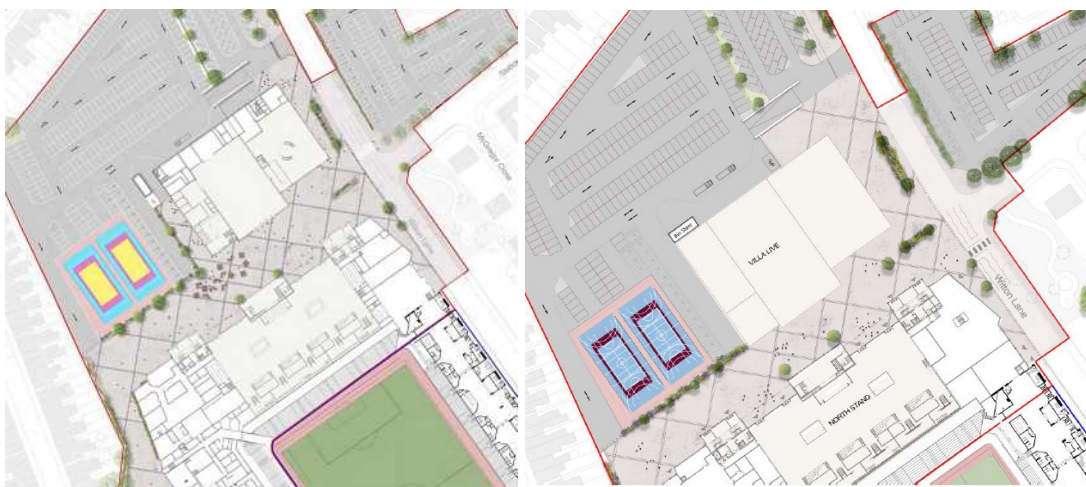 McGregor Close
Witton Lane
Bin Store
VILLA LIVE
Witton Lane
NORTH STAND